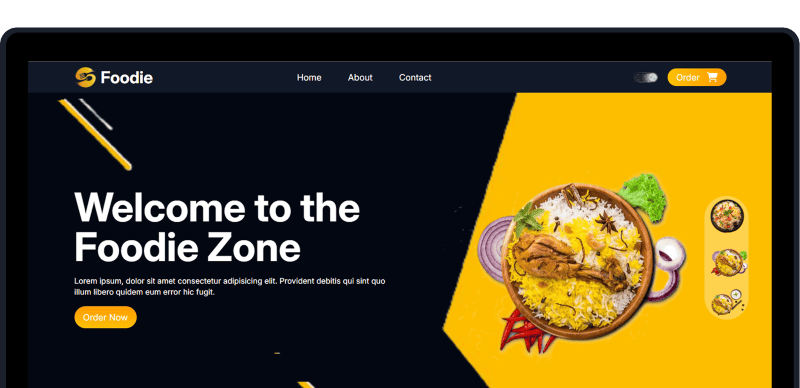 Foodie
Home
About
Contact
Order
Welcome to the
Foodie Zone
Lorem ipsum, dolor sit amet consectetur adipisicing elit. Provident debitis qui sint quo
illum libero quidem eum error hic fugit.
Order Now